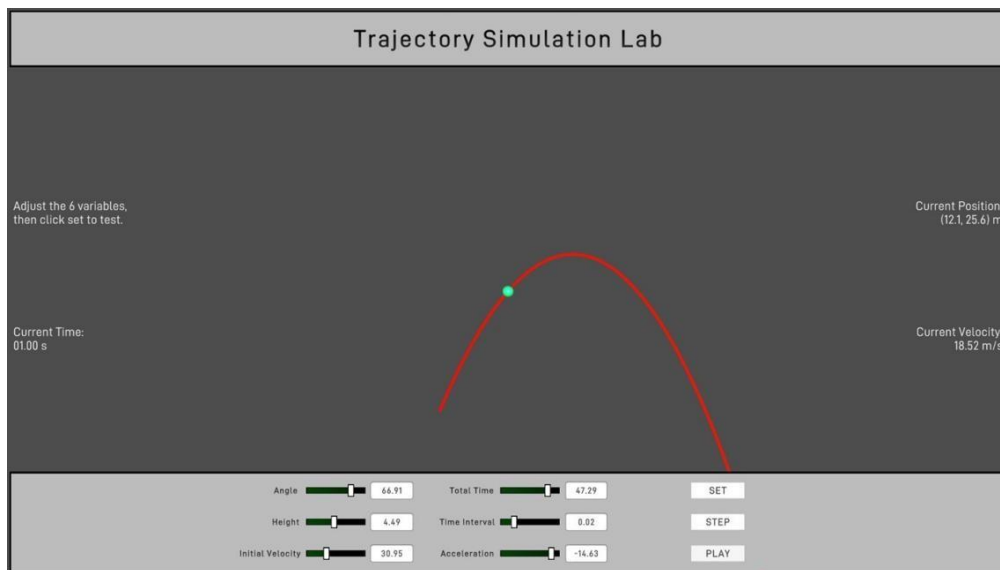 Trajectory Simulation Lab
Adjust the 6 variables,
then click set to test.
Current Position:
(12.1, 25.6) m
Current Time:
01.00 s
Current Velocity:
18.52 m/s
Angle 66.91 Total Time 47.29 SET
Height 4.49 Time Interval 0.02 STEP
Initial Velocity 30.95 Acceleration -14.63 PLAY